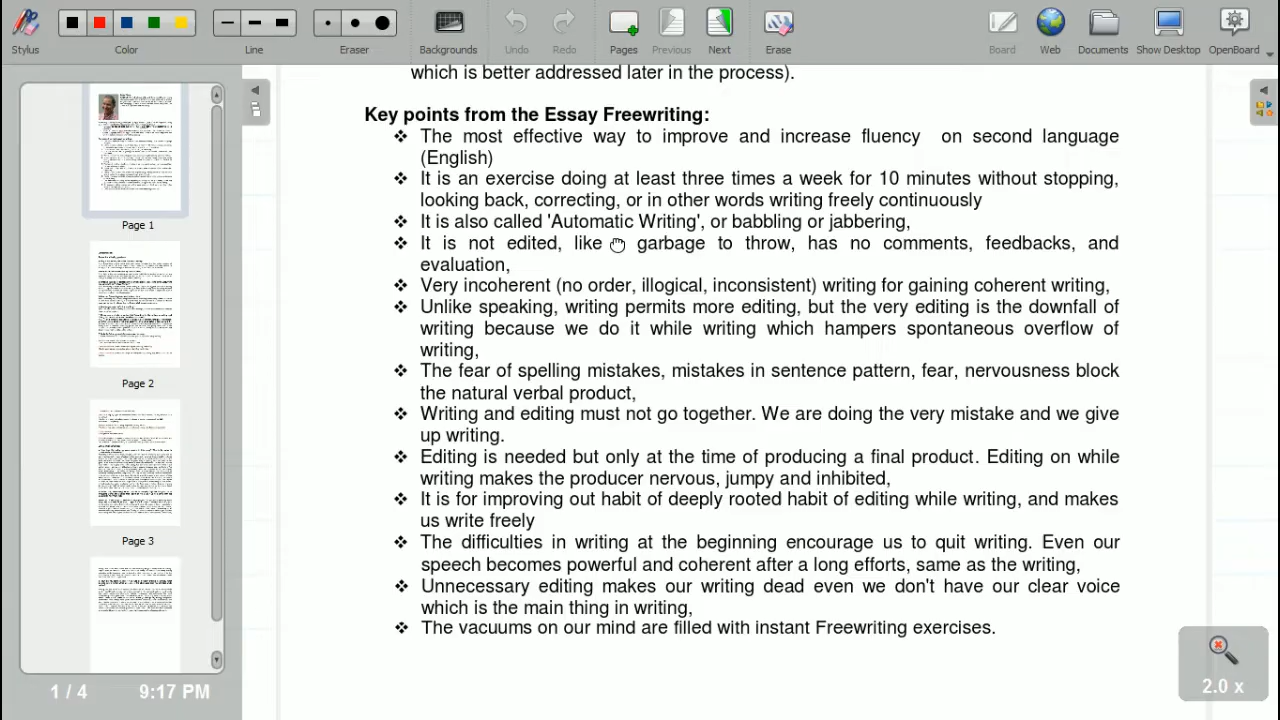 Stylus
Color
Line
Eraser
Backgrounds
Undo
Redo
Pages
Previous
Next
Erase
Board
Web
Documents
Show Desktop
OpenBoard
which is better addressed later in the process).
Key points from the Essay Freewriting:
❖ The most effective way to improve and increase fluency on second language
(English)
❖ It is an exercise doing at least three times a week for 10 minutes without stopping,
looking back, correcting, or in other words writing freely continuously
❖ It is also called 'Automatic Writing', or babbling or jabbering,
❖ It is not edited, like garbage to throw, has no comments, feedbacks, and
evaluation,
❖ Very incoherent (no order, illogical, inconsistent) writing for gaining coherent writing,
❖ Unlike speaking, writing permits more editing, but the very editing is the downfall of
writing because we do it while writing which hampers spontaneous overflow of
writing,
❖ The fear of spelling mistakes, mistakes in sentence pattern, fear, nervousness block
the natural verbal product,
❖ Writing and editing must not go together. We are doing the very mistake and we give
up writing.
❖ Editing is needed but only at the time of producing a final product. Editing on while
writing makes the producer nervous, jumpy and inhibited,
❖ It is for improving out habit of deeply rooted habit of editing while writing, and makes
us write freely
❖ The difficulties in writing at the beginning encourage us to quit writing. Even our
speech becomes powerful and coherent after a long efforts, same as the writing,
❖ Unnecessary editing makes our writing dead even we don't have our clear voice
which is the main thing in writing,
❖ The vacuums on our mind are filled with instant Freewriting exercises.
Page 1
Page 2
Page 3
1 / 4
9:17 PM
2.0 x